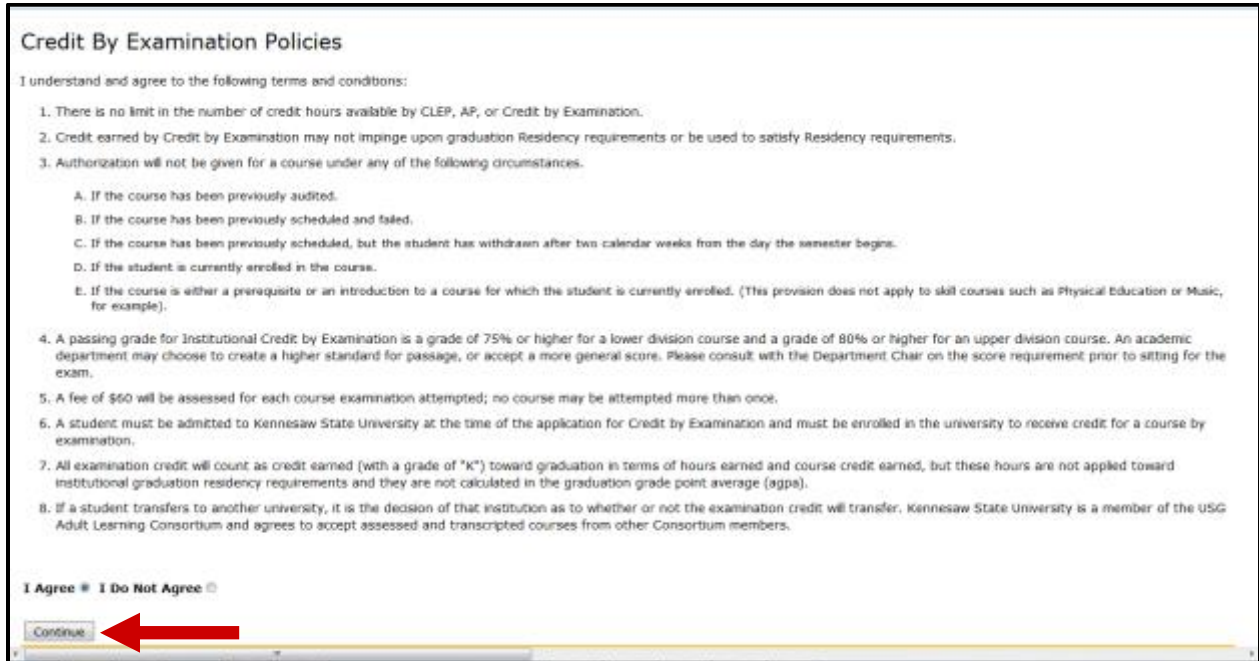 Credit By Examination Policies
I understand and agree to the following terms and conditions:
1. There is no limit in the number of credit hours available by CLEP, AP, or Credit by Examination.
2. Credit earned by Credit by Examination may not impinge upon graduation Residency requirements or be used to satisfy Residency requirements.
3. Authorization will not be given for a course under any of the following circumstances.
A. If the course has been previously audited.
B. If the course has been previously scheduled and failed.
C. If the course has been previously scheduled, but the student has withdrawn after two calendar weeks from the day the semester begins.
D. If the student is currently enrolled in the course.
E. If the course is either a prerequisite or an introduction to a course for which the student is currently enrolled. (This provision does not apply to skill courses such as Physical Education or Music,
for example).
4. A passing grade for Institutional Credit by Examination is a grade of 75% or higher for a lower division course and a grade of 80% or higher for an upper division course. An academic
department may choose to create a higher standard for passage, or accept a more general score. Please consult with the Department Chair on the score requirement prior to sitting for the
exam.
5. A fee of $60 will be assessed for each course examination attempted; no course may be attempted more than once.
6. A student must be admitted to Kennesaw State University at the time of the application for Credit by Examination and must be enrolled in the university to receive credit for a course by
examination.
7. All examination credit will count as credit earned (with a grade of "K") toward graduation in terms of hours earned and course credit earned, but these hours are not applied toward
institutional graduation residency requirements and they are not calculated in the graduation grade point average (agpa).
8. If a student transfers to another university, it is the decision of that institution as to whether or not the examination credit will transfer. Kennesaw State University is a member of the USG
Adult Learning Consortium and agrees to accept assessed and transcripted courses from other Consortium members.
I Agree I Do Not Agree
Continue